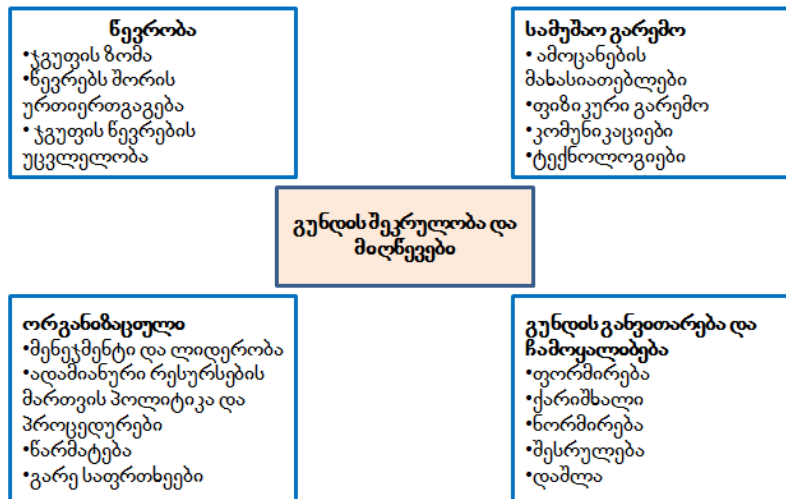 წევრობა
•ჯგუფის ზომა
•წევრებს შორის
ურთიერთგაგება
• ჯგუფის წევრების
უცვლელობა
სამუშაო გარემო
• ამოცანების
მახასიათებლები
•ფიზიკური გარემო
•კომუნიკაციები
•ტექნოლოგიები
გუნდის შეკრულობა და
მიღწევები
ორგანიზაციული
•მენეჯმენტი და ლიდერობა
•ადამიანური რესურსების
მართვის პოლიტიკა და
პროცედურები
•წარმატება
•გარე საფრთხეები
გუნდის განვითარება და
ჩამოყალიბება
•ფორმირება
•ქარიშხალი
•ნორმირება
•შესრულება
•დაშლა